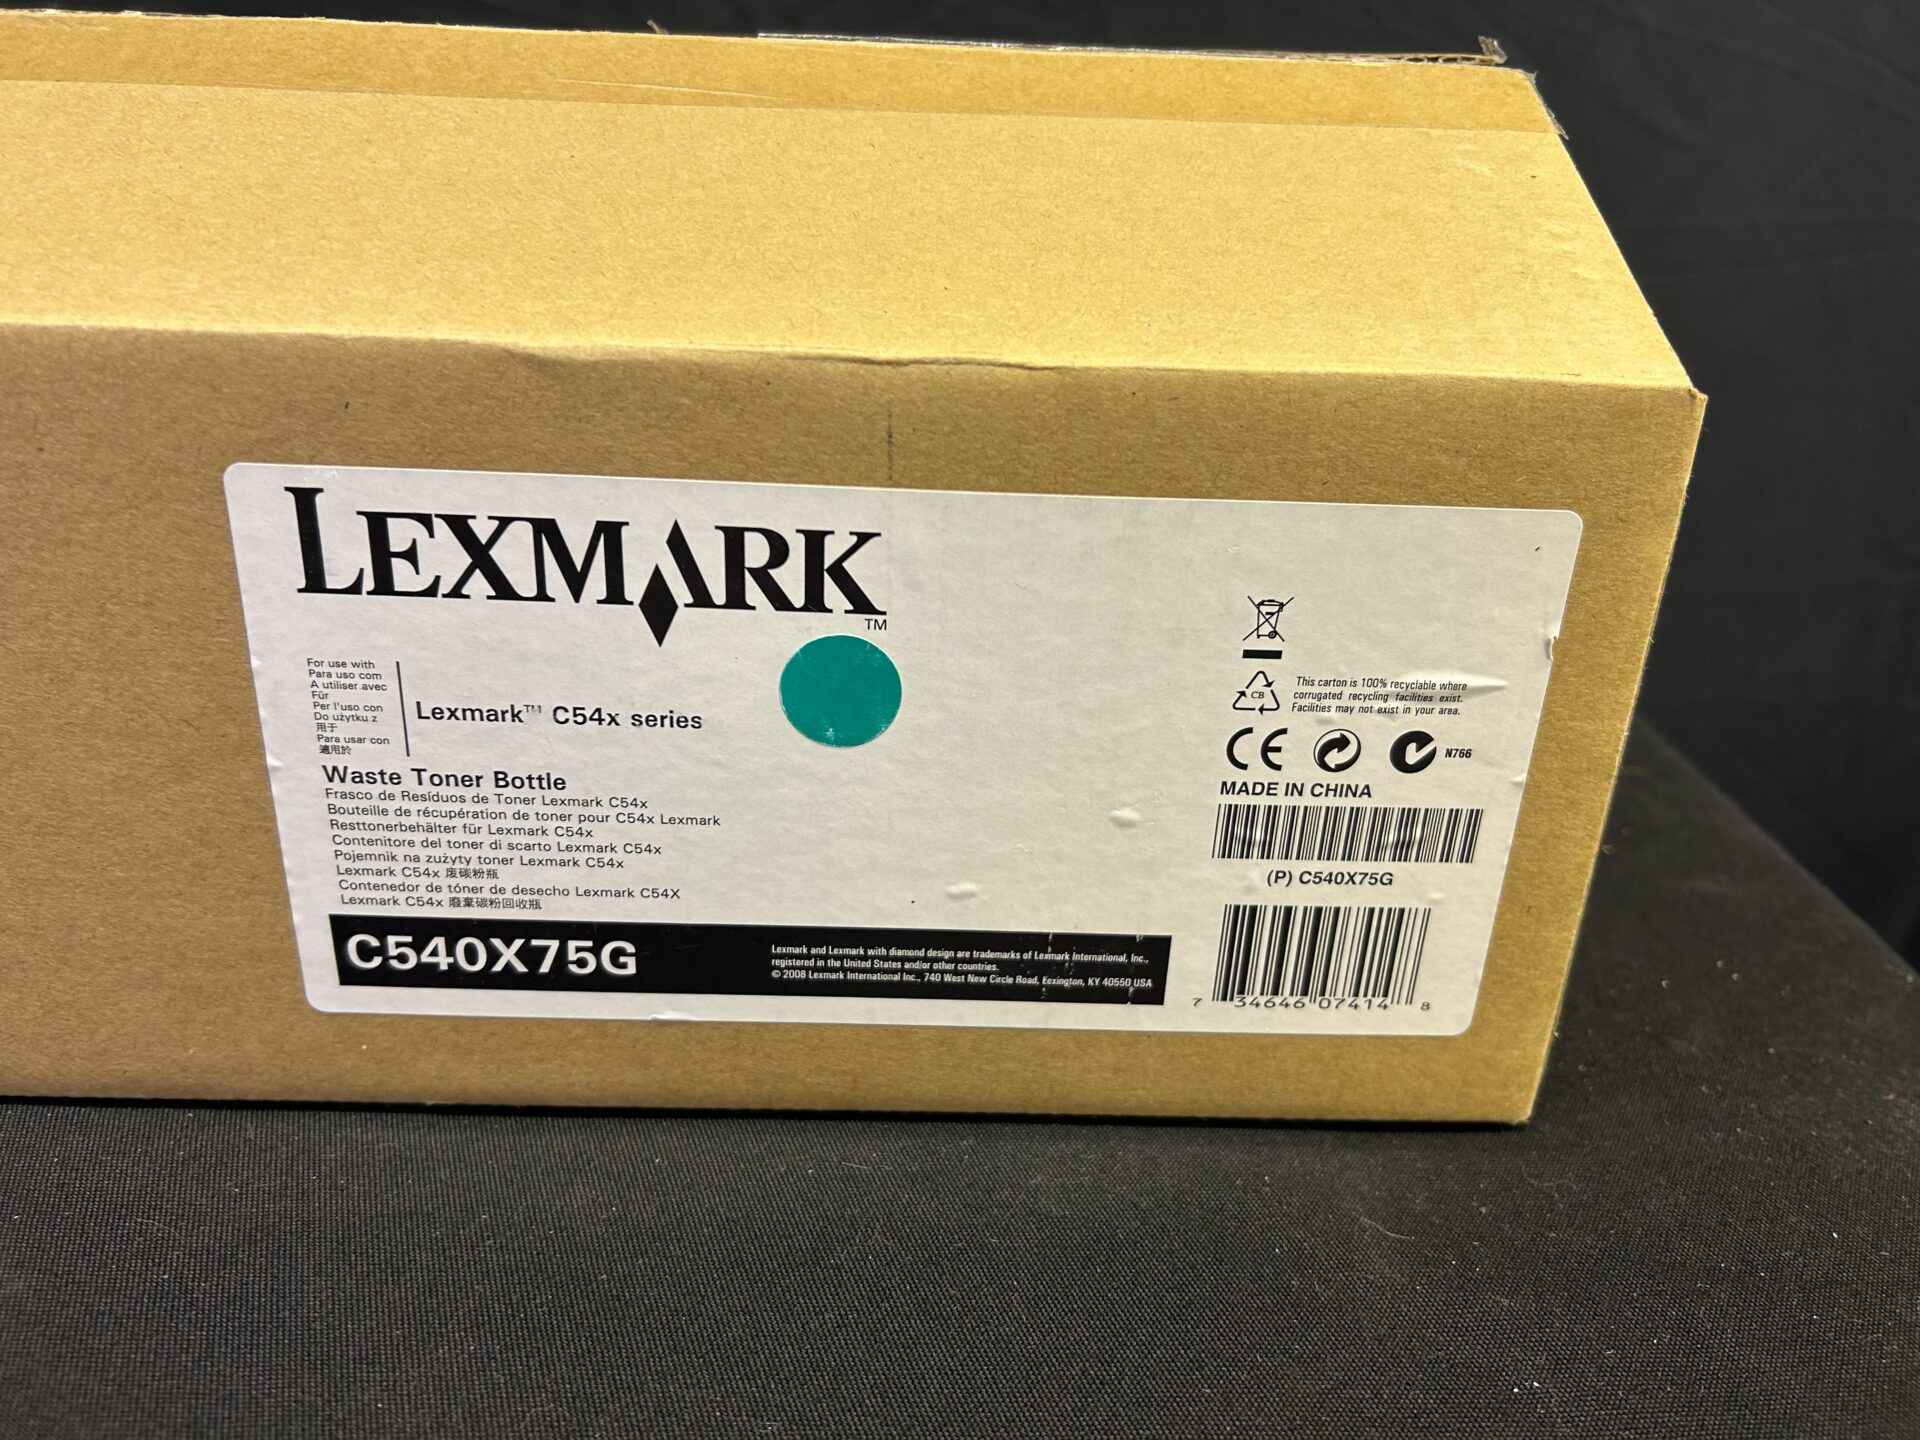 LEXMARK
TM
For use with
Para uso com
A utiliser avec
Für
Per l'uso con
Do użytku z
用于
Para usar con
適用於
Lexmark™ C54x series
Waste Toner Bottle
Frasco de Resíduos de Toner Lexmark C54x
Bouteille de récupération de toner pour C54x Lexmark
Resttonerbehälter für Lexmark C54x
Contenitore del toner di scarto Lexmark C54x
Pojemnik na zużyty toner Lexmark C54x
Lexmark C54x 废碳粉瓶
Contenedor de tóner de desecho Lexmark C54X
Lexmark C54x 廢棄碳粉回收瓶
C540X75G
Lexmark and Lexmark with diamond design are trademarks of Lexmark International, Inc.,
registered in the United States and/or other countries.
© 2008 Lexmark International Inc., 740 West New Circle Road, Lexington, KY 40550 USA
CB
This carton is 100% recyclable where
corrugated recycling facilities exist.
Facilities may not exist in your area.
CE
N766
MADE IN CHINA
(P) C540X75G
7 34646 07414 8